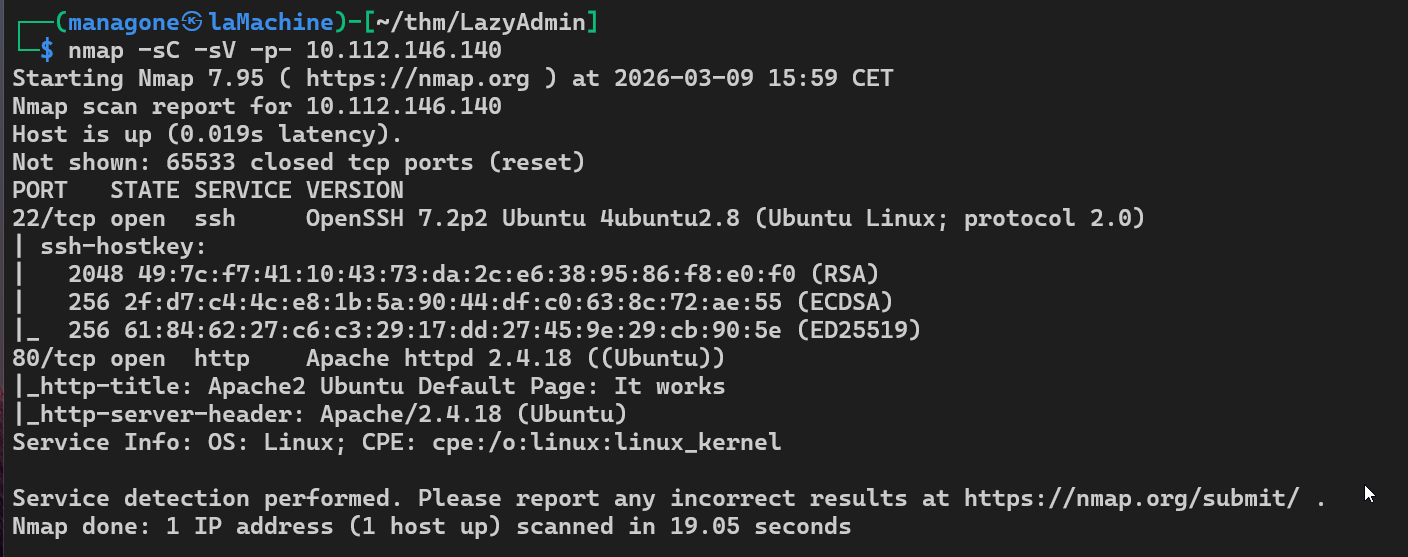 ┌──(managone㉿laMachine)-[~/thm/LazyAdmin]
└─$ nmap -sC -sV -p- 10.112.146.140
Starting Nmap 7.95 ( https://nmap.org ) at 2026-03-09 15:59 CET
Nmap scan report for 10.112.146.140
Host is up (0.019s latency).
Not shown: 65533 closed tcp ports (reset)
PORT   STATE SERVICE VERSION
22/tcp open  ssh     OpenSSH 7.2p2 Ubuntu 4ubuntu2.8 (Ubuntu Linux; protocol 2.0)
| ssh-hostkey:
|   2048 49:7c:f7:41:10:43:73:da:2c:e6:38:95:86:f8:e0:f0 (RSA)
|   256 2f:d7:c4:4c:e8:1b:5a:90:44:df:c0:63:8c:72:ae:55 (ECDSA)
|_  256 61:84:62:27:c6:c3:29:17:dd:27:45:9e:29:cb:90:5e (ED25519)
80/tcp open  http    Apache httpd 2.4.18 ((Ubuntu))
|_http-title: Apache2 Ubuntu Default Page: It works
|_http-server-header: Apache/2.4.18 (Ubuntu)
Service Info: OS: Linux; CPE: cpe:/o:linux:linux_kernel

Service detection performed. Please report any incorrect results at https://nmap.org/submit/ .
Nmap done: 1 IP address (1 host up) scanned in 19.05 seconds